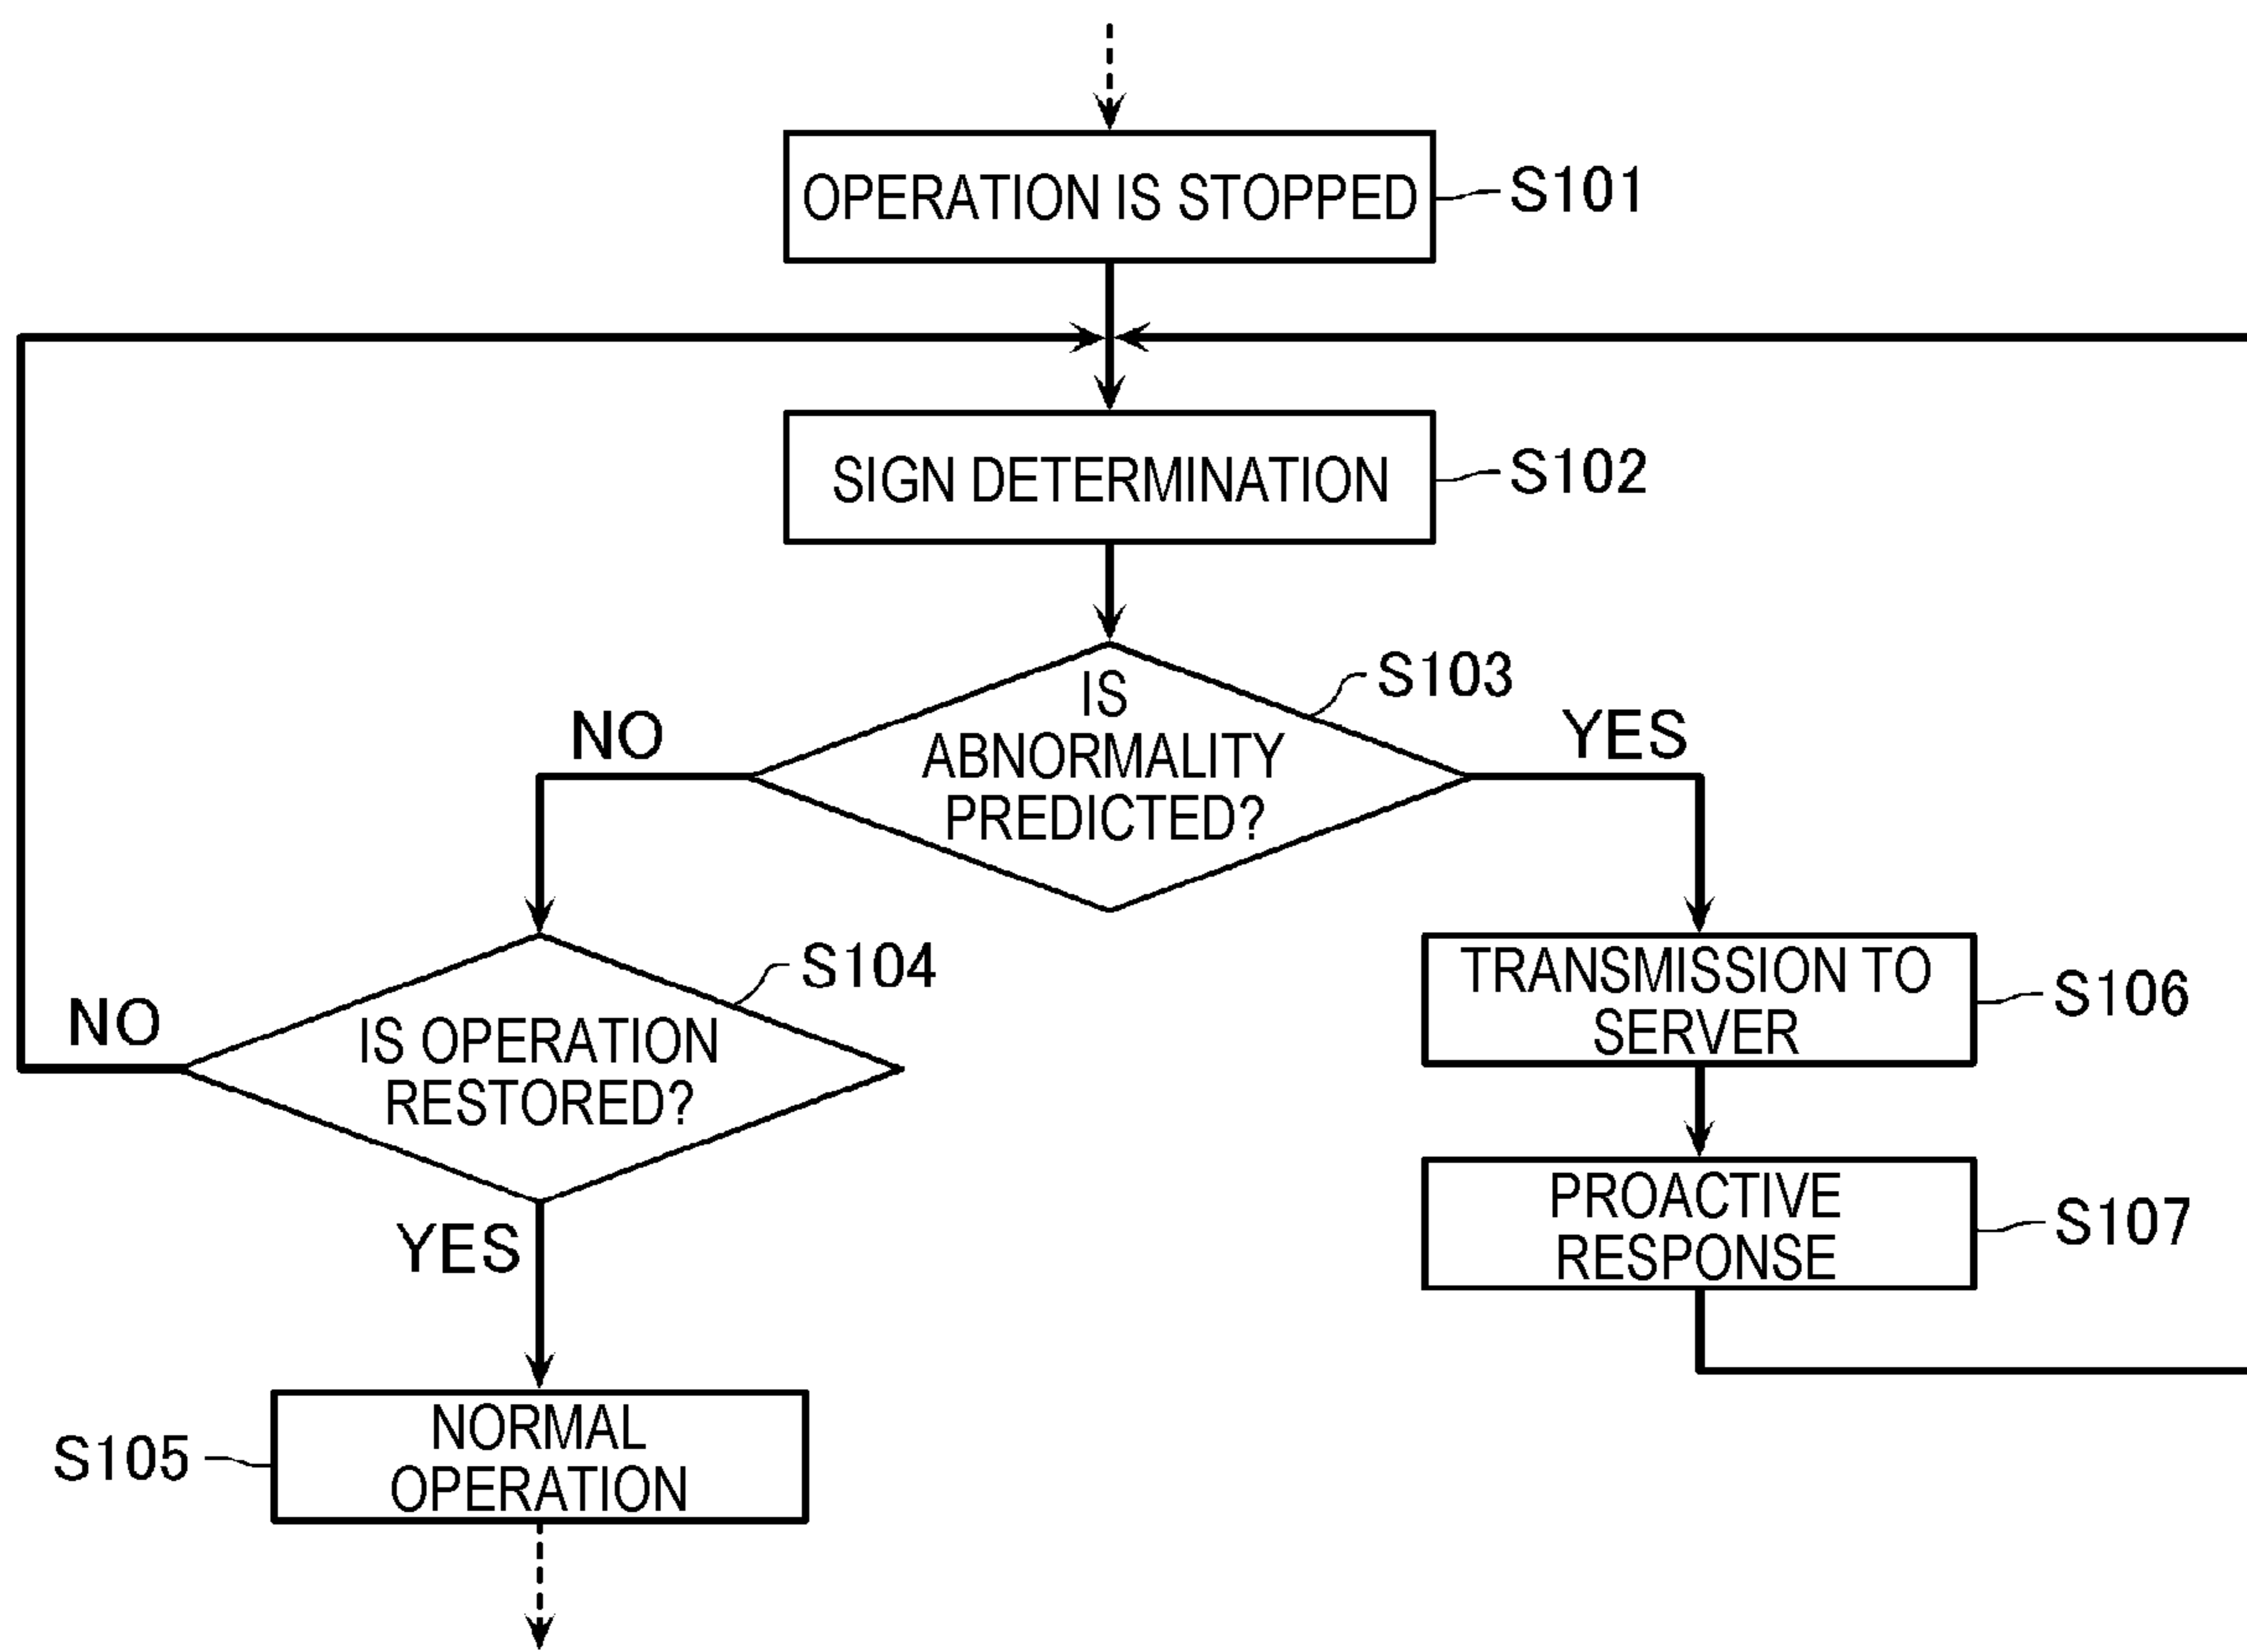 OPERATION IS STOPPED
S101
SIGN DETERMINATION
S102
IS
ABNORMALITY
PREDICTED?
S103
NO
YES
IS OPERATION
RESTORED?
S104
NO
YES
TRANSMISSION TO
SERVER
S106
PROACTIVE
RESPONSE
S107
NORMAL
OPERATION
S105